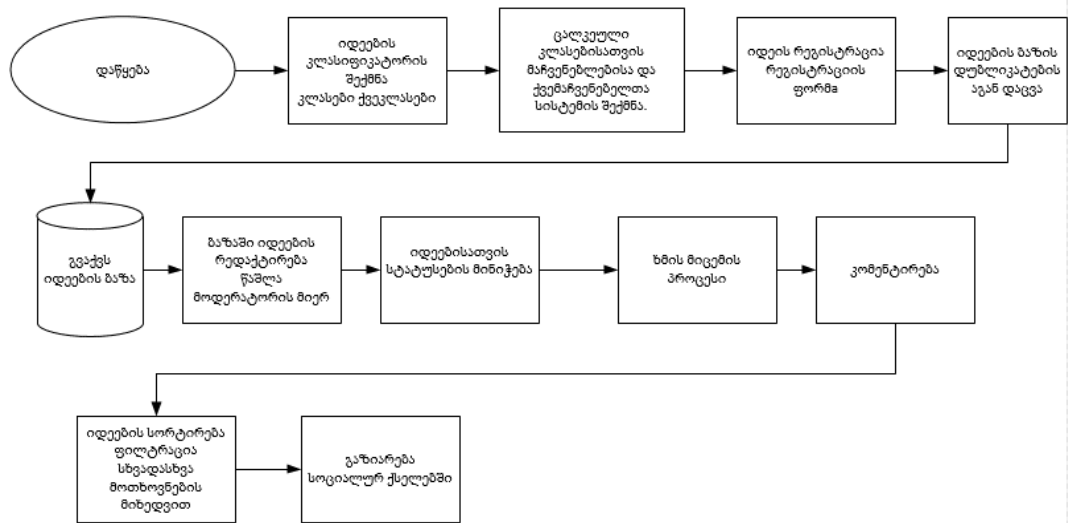 დაწყება
იდეების
კლასიფიკატორის
შექმნა
კლასები ქვეკლასები
ცალკეული
კლასებისათვის
მაჩვენებლებისა და
ქვემაჩვენებელთა
სისტემის შექმნა.
იდეის რეგისტრაცია
რეგისტრაციის
ფორმa
იდეების ბაზის
დუბლიკატების
აგან დაცვა
გვაქვს
იდეების ბაზა
ბაზაში იდეების
რედაქტირება
წაშლა
მოდერატორის მიერ
იდეებისათვის
სტატუსების მინიჭება
ხმის მიცემის
პროცესი
კომენტირება
იდეების სორტირება
ფილტრაცია
სხვადასხვა
მოთხოვნების
მიხედვით
გაზიარება
სოციალურ ქსელებში